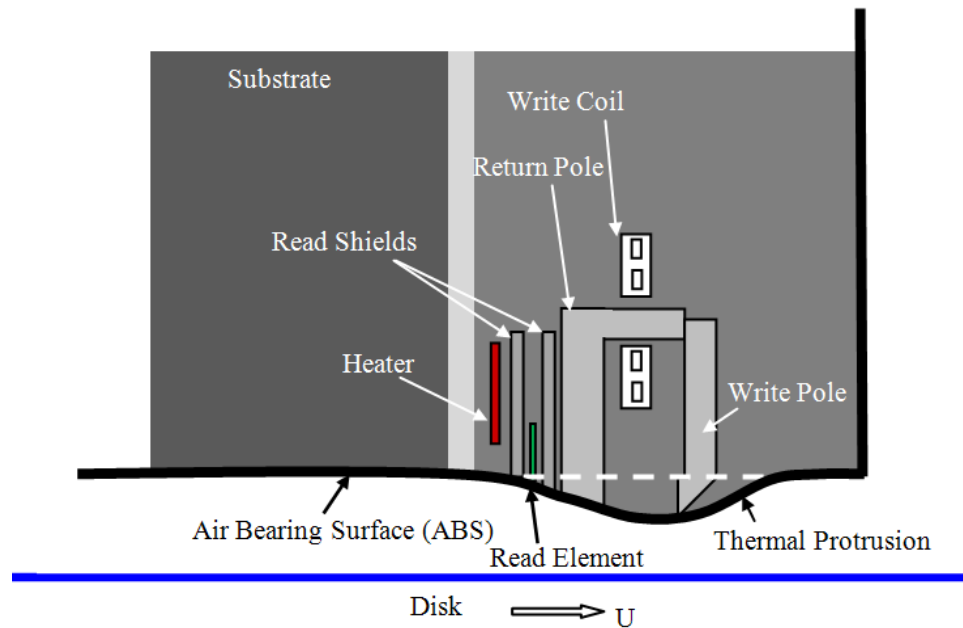 Substrate
Write Coil
Return Pole
Read Shields
Heater
Write Pole
Air Bearing Surface (ABS)
Read Element
Thermal Protrusion
Disk
U